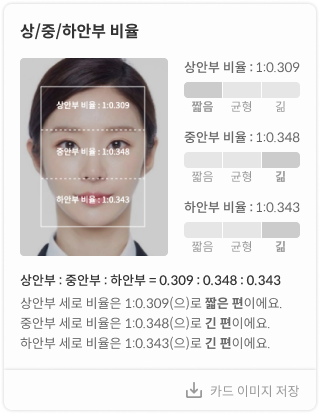 상/중/하안부 비율
상안부 비율 : 1:0.309
중안부 비율 : 1:0.348
하안부 비율 : 1:0.343
상안부 비율 : 1:0.309
짧음 균형 긺
중안부 비율 : 1:0.348
짧음 균형 긺
하안부 비율 : 1:0.343
짧음 균형 긺
상안부 : 중안부 : 하안부 = 0.309 : 0.348 : 0.343
상안부 세로 비율은 1:0.309(으)로 짧은 편이에요.
중안부 세로 비율은 1:0.348(으)로 긴 편이에요.
하안부 세로 비율은 1:0.343(으)로 긴 편이에요.
카드 이미지 저장